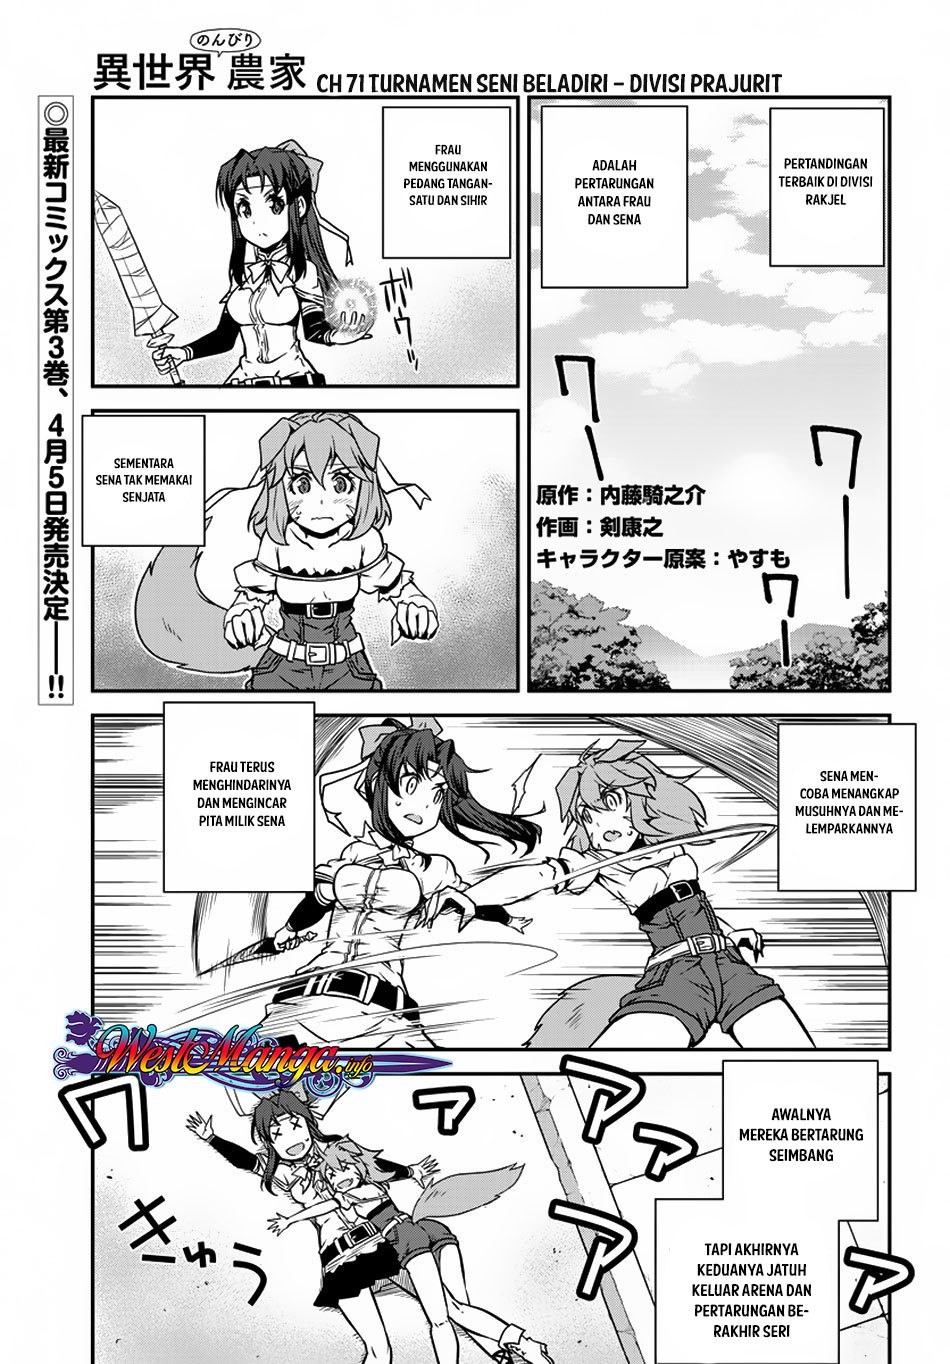 異世界のんびり農家
CH 71 TURNAMEN SENI BELADIRI – DIVISI PRAJURIT
◎最新コミックス第3巻、4月5日発売決定――!!
PERTANDINGAN
TERBAIK DI DIVISI
RAKJEL
ADALAH
PERTARUNGAN
ANTARA FRAU
DAN SENA
ワー
ワー
ワー
原作：内藤騎之介
作画：剣康之
キャラクター原案：やすも
FRAU
MENGGUNAKAN
PEDANG TANGAN-
SATU DAN SIHIR
SEMENTARA
SENA TAK MEMAKAI
SENJATA
SENA MEN-
COBA MENANGKAP
MUSUHNYA DAN ME-
LEMPARKANNYA
FRAU TERUS
MENGHINDARINYA
DAN MENGINCAR
PITA MILIK SENA
WestManga.info
AWALNYA
MEREKA BERTARUNG
SEIMBANG
TAPI AKHIRNYA
KEDUANYA JATUH
KELUAR ARENA DAN
PERTARUNGAN BE-
RAKHIR SERI
ワァァァァァ
きゅう